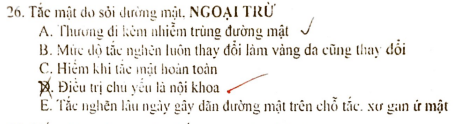 26. Tắc mật do sỏi đường mật, NGOẠI TRỪ
A. Thương đi kèm nhiễm trùng đường mật
B. Mức độ tắc nghẽn luôn thay đổi làm vàng da cũng thay đổi
C. Hiếm khi tắc mật hoàn toàn
D. Điều trị chủ yếu là nội khoa
E. Tắc nghẽn lâu ngày gây dãn đường mật trên chỗ tắc, xơ gan ứ mật